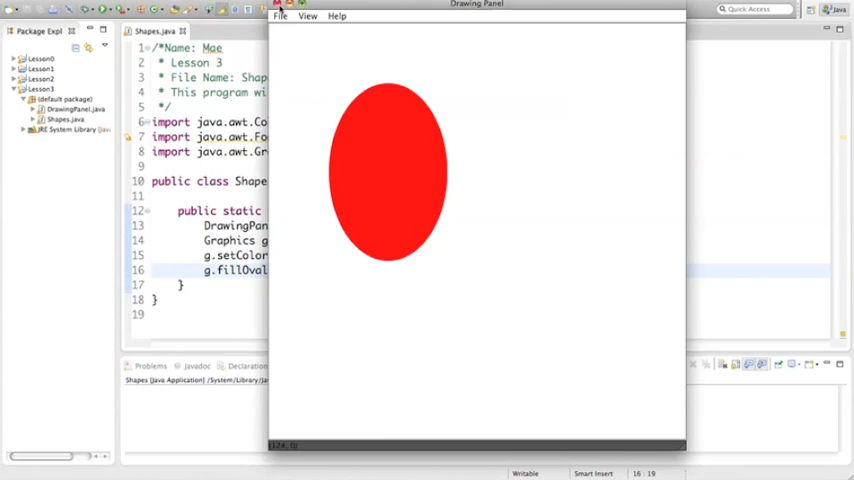 Drawing Panel
File View Help
Quick Access
Java
Package Expl
Shapes.java
Lesson0
Lesson1
Lesson2
Lesson3
(default package)
DrawingPanel.java
Shapes.java
JRE System Library [jav
1 /*Name: Mae
2 * Lesson 3
3 * File Name: Shap
4 * This program wi
5 */
6 import java.awt.Co
7 import java.awt.Fo
8 import java.awt.Gr
9
10 public class Shape
11
12 public static
13 DrawingPan
14 Graphics g
15 g.setColor
16 g.fillOval
17 }
18 }
19
Problems Javadoc Declaration
Shapes [Java Application] /System/Library/Ja
(124, 0)
Writable Smart Insert 16 : 19